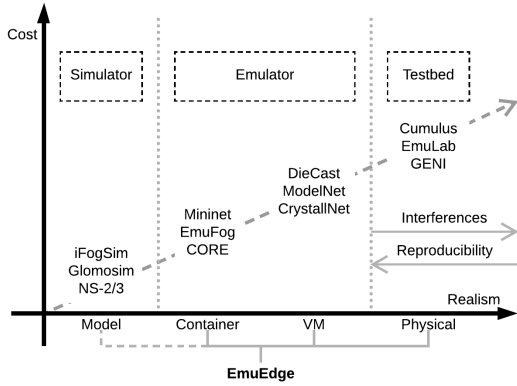 Cost
Simulator
Emulator
Testbed
Cumulus
EmuLab
GENI
DieCast
ModelNet
CrystallNet
Mininet
EmuFog
CORE
Interferences
Reproducibility
iFogSim
Glomosim
NS-2/3
Realism
Model
Container
VM
Physical
EmuEdge